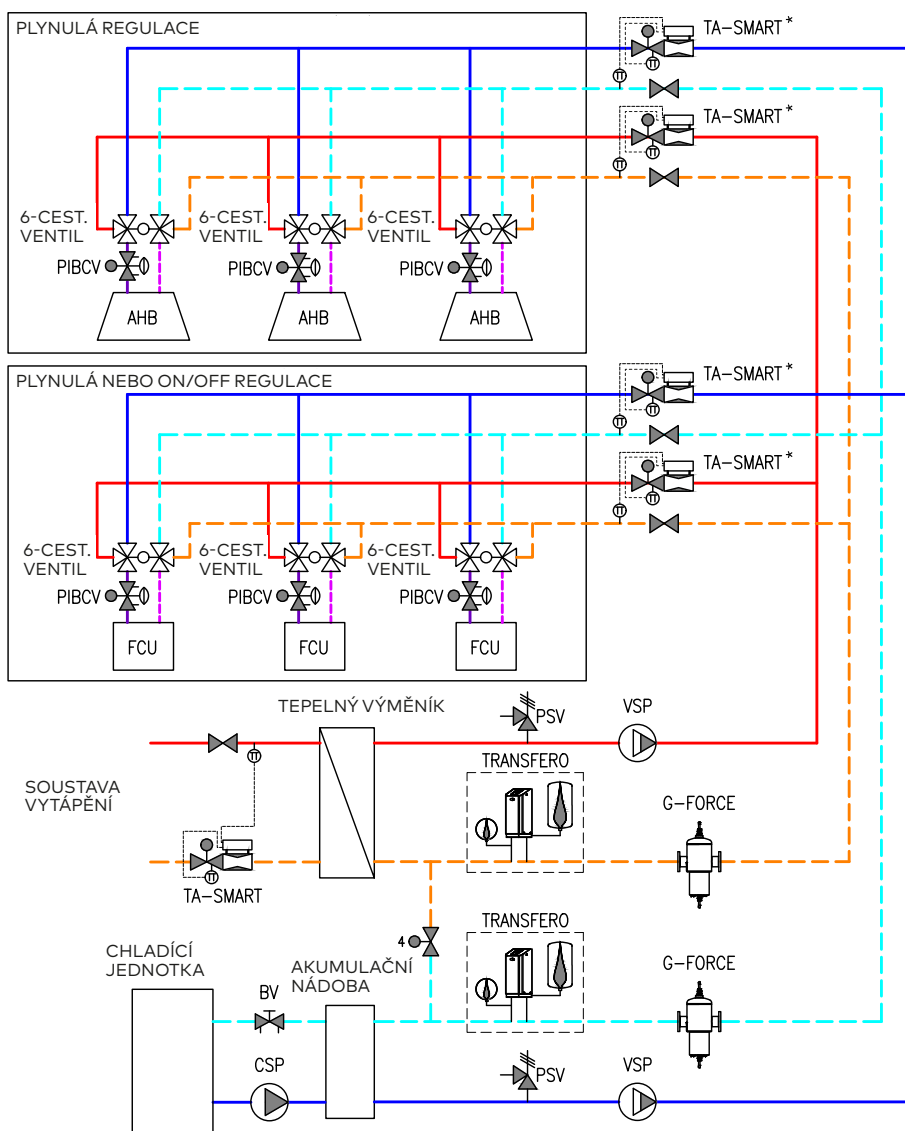 PLYNULÁ REGULACE
TA-SMART*
TA-SMART*
6-CEST.
VENTIL
6-CEST.
VENTIL
6-CEST.
VENTIL
PIBCV
PIBCV
PIBCV
AHB
AHB
AHB
PLYNULÁ NEBO ON/OFF REGULACE
TA-SMART*
TA-SMART*
6-CEST.
VENTIL
6-CEST.
VENTIL
6-CEST.
VENTIL
PIBCV
PIBCV
PIBCV
FCU
FCU
FCU
TEPELNÝ VÝMĚNÍK
PSV
VSP
SOUSTAVA
VYTÁPĚNÍ
TRANSFERO
G-FORCE
TA-SMART
4
TRANSFERO
G-FORCE
CHLADÍCÍ
JEDNOTKA
BV
AKUMULAČNÍ
NÁDOBA
CSP
PSV
VSP